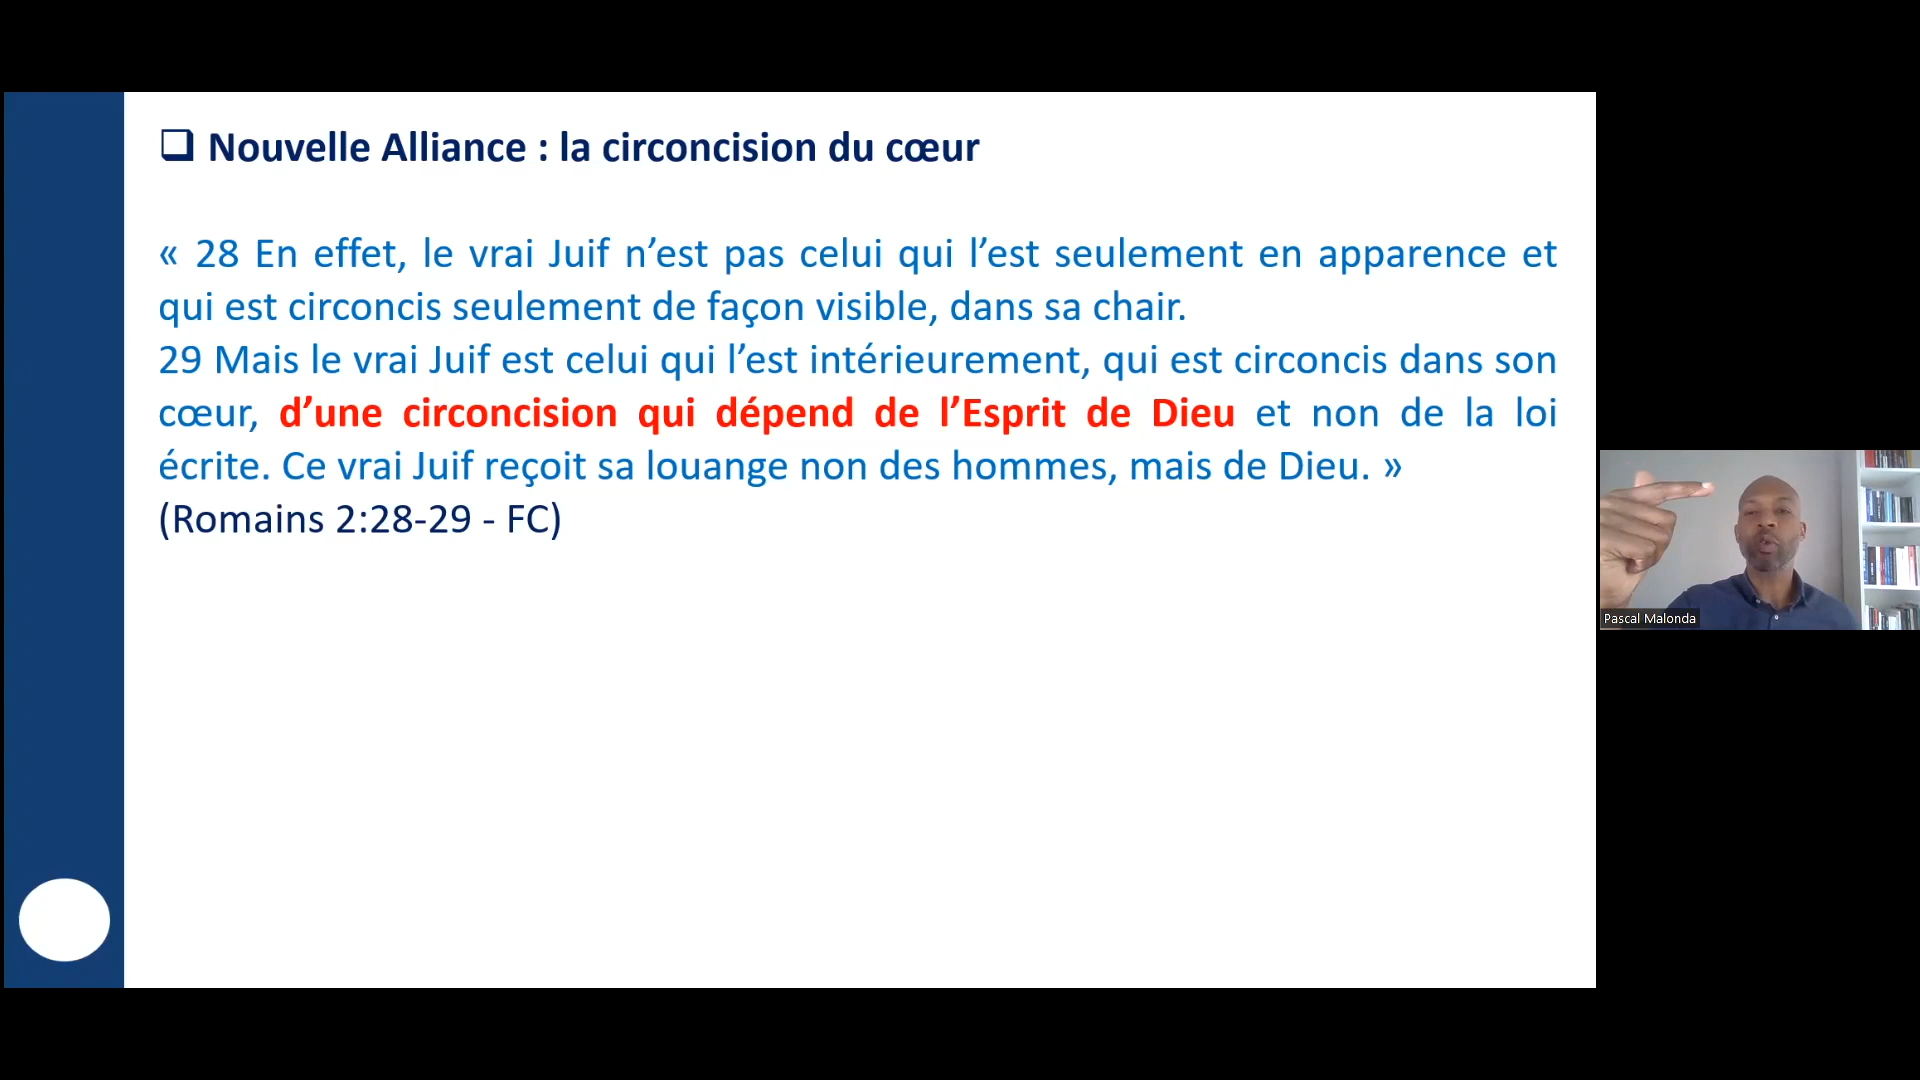 Nouvelle Alliance : la circoncision du cœur
« 28 En effet, le vrai Juif n’est pas celui qui l’est seulement en apparence et
qui est circoncis seulement de façon visible, dans sa chair.
29 Mais le vrai Juif est celui qui l’est intérieurement, qui est circoncis dans son
cœur, d’une circoncision qui dépend de l’Esprit de Dieu et non de la loi
écrite. Ce vrai Juif reçoit sa louange non des hommes, mais de Dieu. »
(Romains 2:28-29 - FC)
Pascal Malonda